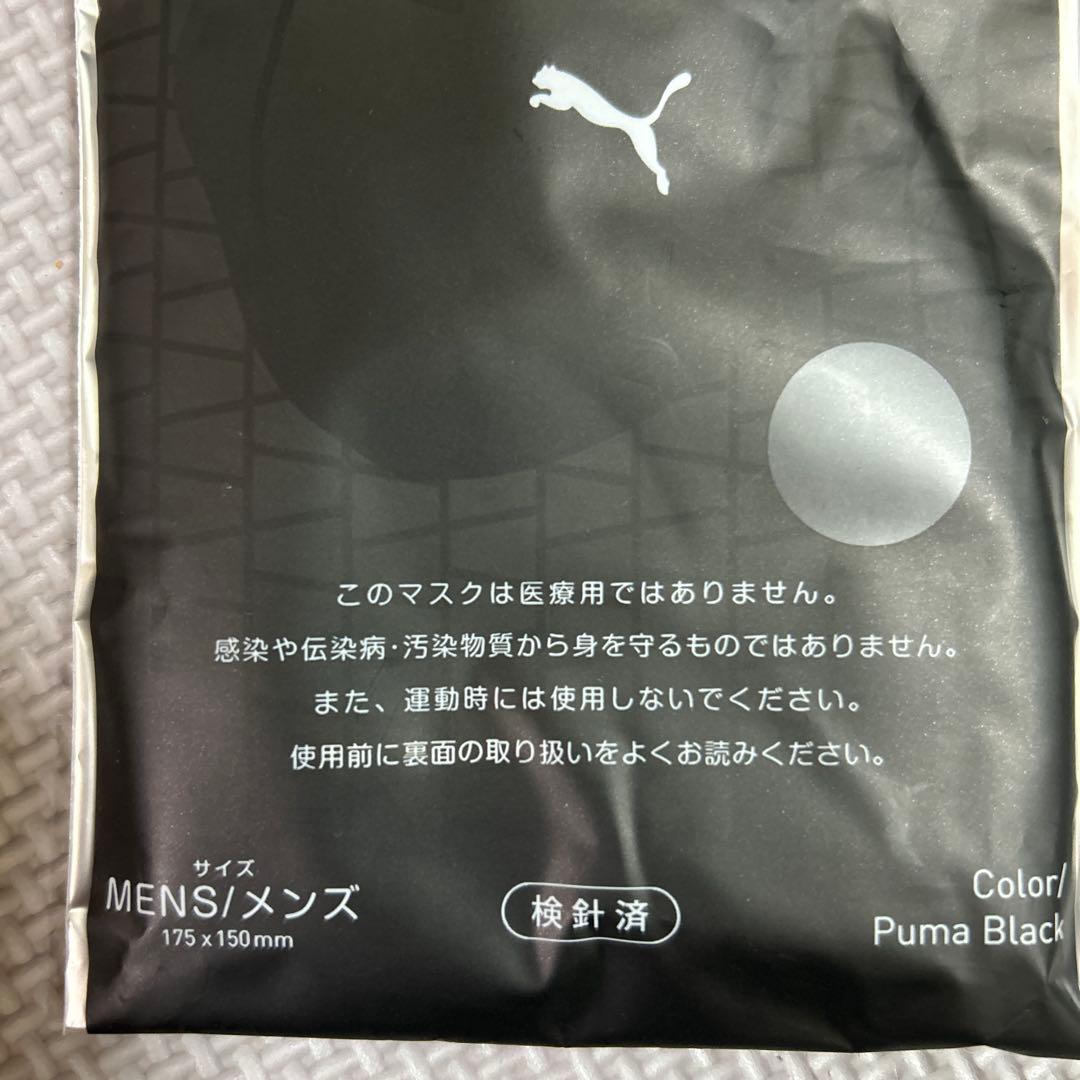 このマスクは医療用ではありません。
感染や伝染病･汚染物質から身を守るものではありません。
また、運動時には使用しないでください。
使用前に裏面の取り扱いをよくお読みください。
サイズ
MENS/メンズ
175 x 150 mm
検針済
Color/
Puma Black